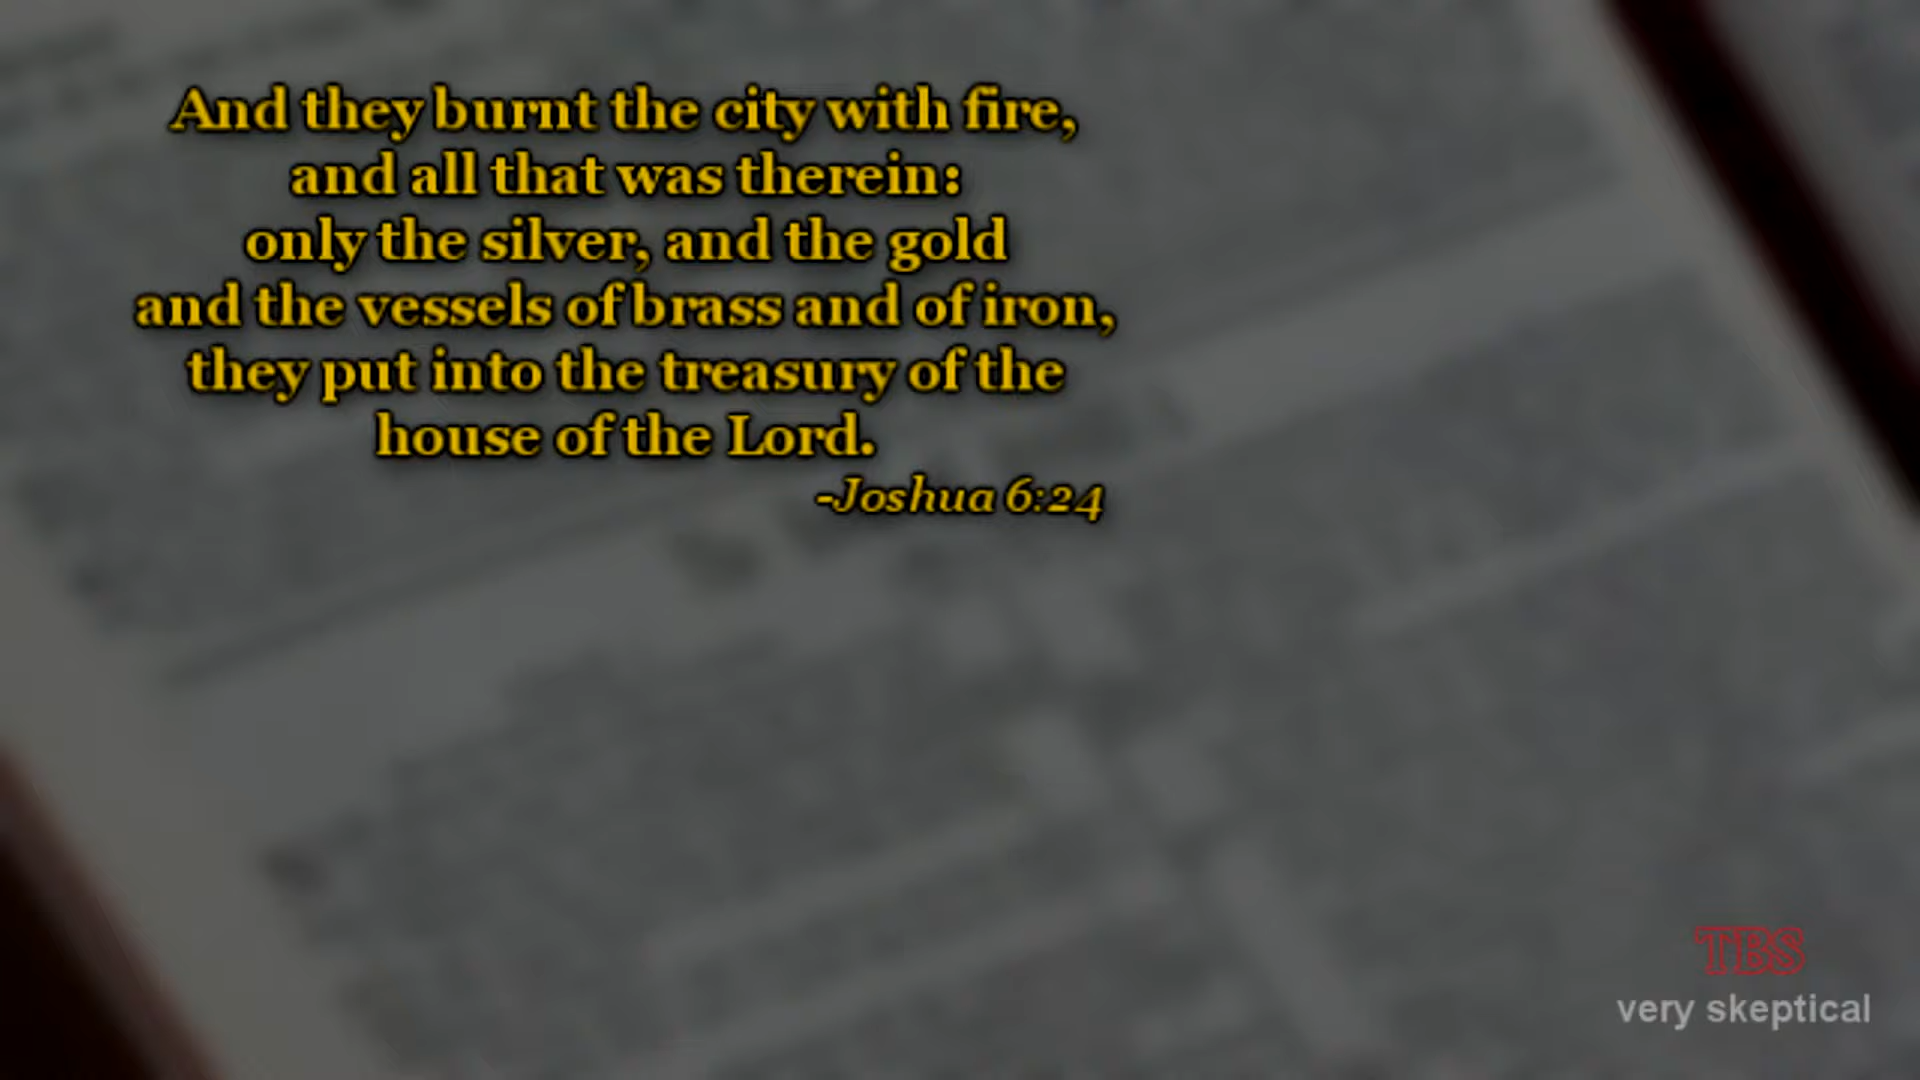 And they burnt the city with fire,
and all that was therein:
only the silver, and the gold
and the vessels of brass and of iron,
they put into the treasury of the
house of the Lord.
-Joshua 6:24
TBS
very skeptical